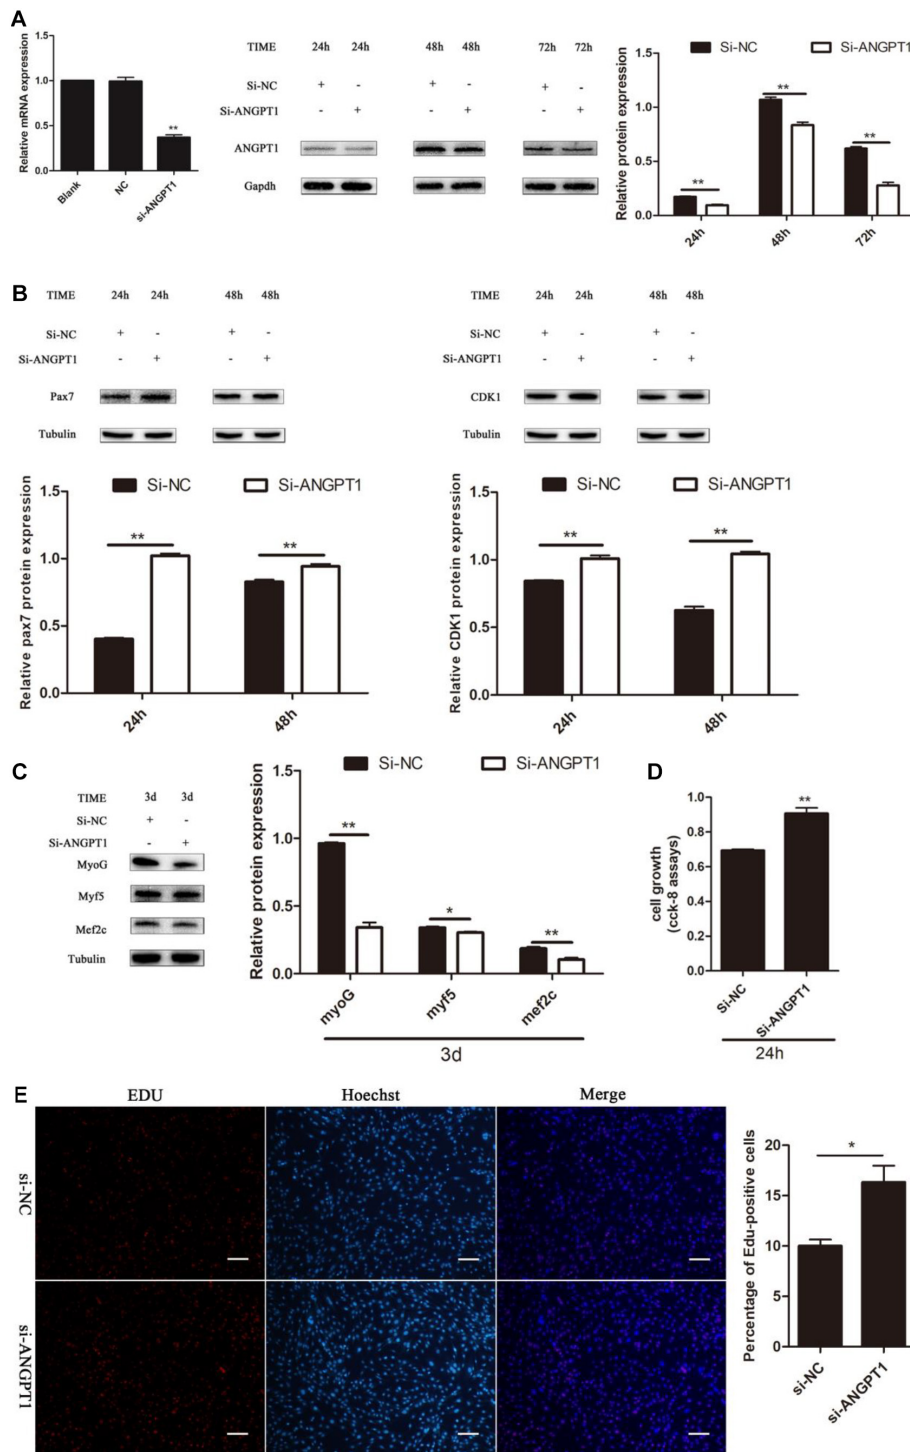 A
Relative mRNA expression
1.5
1.0
0.5
0.0
**
Blank
NC
si-ANGPT1
TIME 24h 24h 48h 48h 72h 72h
Si-NC + - + - + -
Si-ANGPT1 - + - + - +
ANGPT1
Gapdh
Si-NC Si-ANGPT1
Relative protein expression
1.5
1.0
0.5
0.0
** ** **
24h 48h 72h
B
TIME 24h 24h 48h 48h
Si-NC + - + -
Si-ANGPT1 - + - +
Pax7
Tubulin
Si-NC Si-ANGPT1
Relative pax7 protein expression
1.5
1.0
0.5
0.0
** **
24h 48h
TIME 24h 24h 48h 48h
Si-NC + - + -
Si-ANGPT1 - + - +
CDK1
Tubulin
Si-NC Si-ANGPT1
Relative CDK1 protein expression
1.5
1.0
0.5
0.0
** **
24h 48h
C
TIME 3d 3d
Si-NC + -
Si-ANGPT1 - +
MyoG
Myf5
Mef2c
Tubulin
Si-NC Si-ANGPT1
Relative protein expression
1.5
1.0
0.5
0.0
** * **
myoG myf5 mef2c
3d
D
cell growth
(cck-8 assays)
1.0
0.8
0.6
0.4
0.2
0.0
**
Si-NC
Si-ANGPT1
24h
E
EDU Hoechst Merge
si-NC
si-ANGPT1
Percentage of Edu-positive cells
20
15
10
5
0
*
si-NC
si-ANGPT1